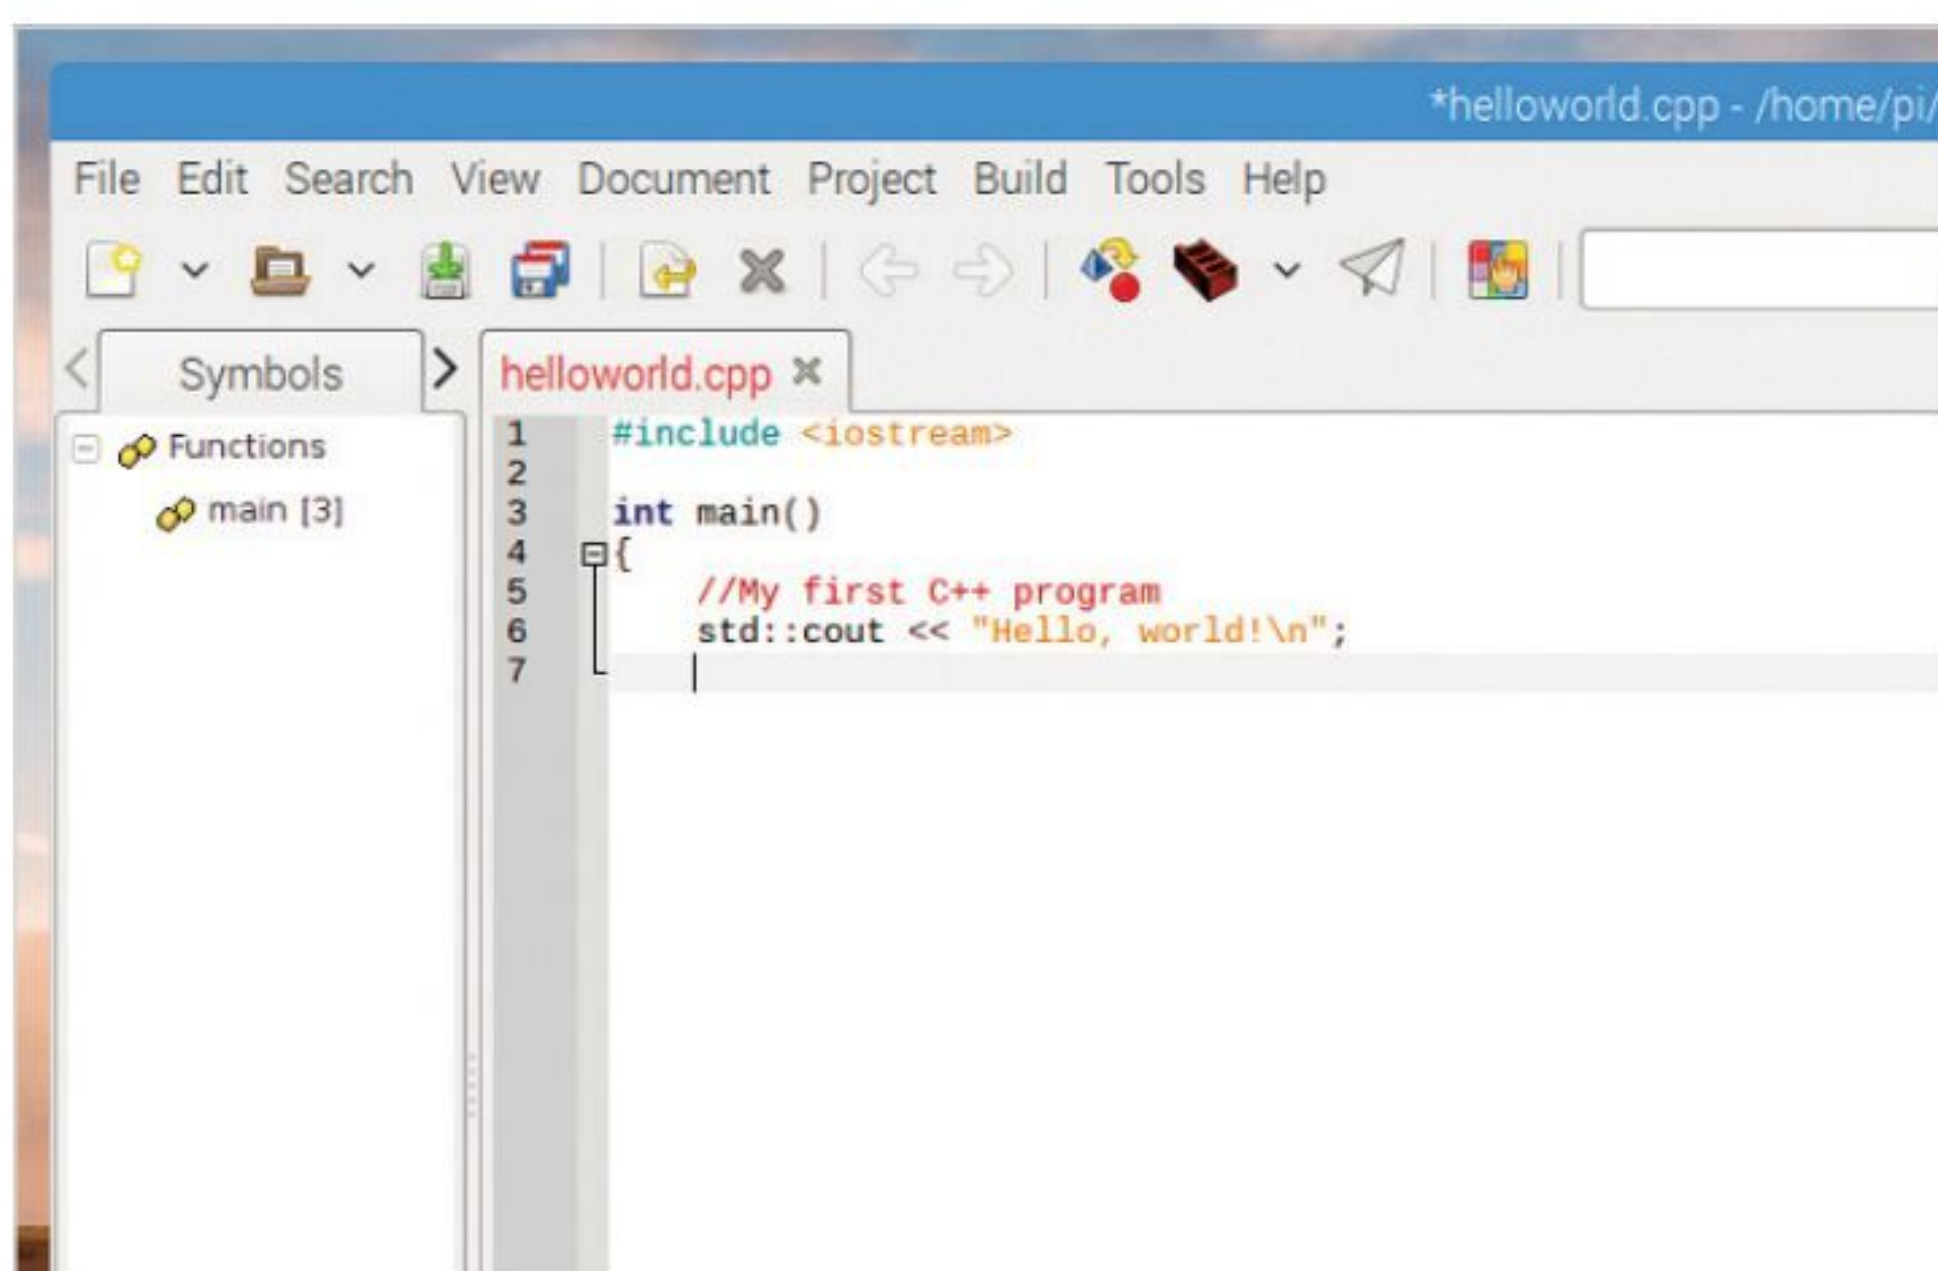 *helloworld.cpp - /home/pi/
File Edit Search View Document Project Build Tools Help
Symbols
helloworld.cpp
Functions
main [3]
1 #include <iostream>
2
3 int main()
4 {
5 //My first C++ program
6 std::cout << "Hello, world!\n";
7